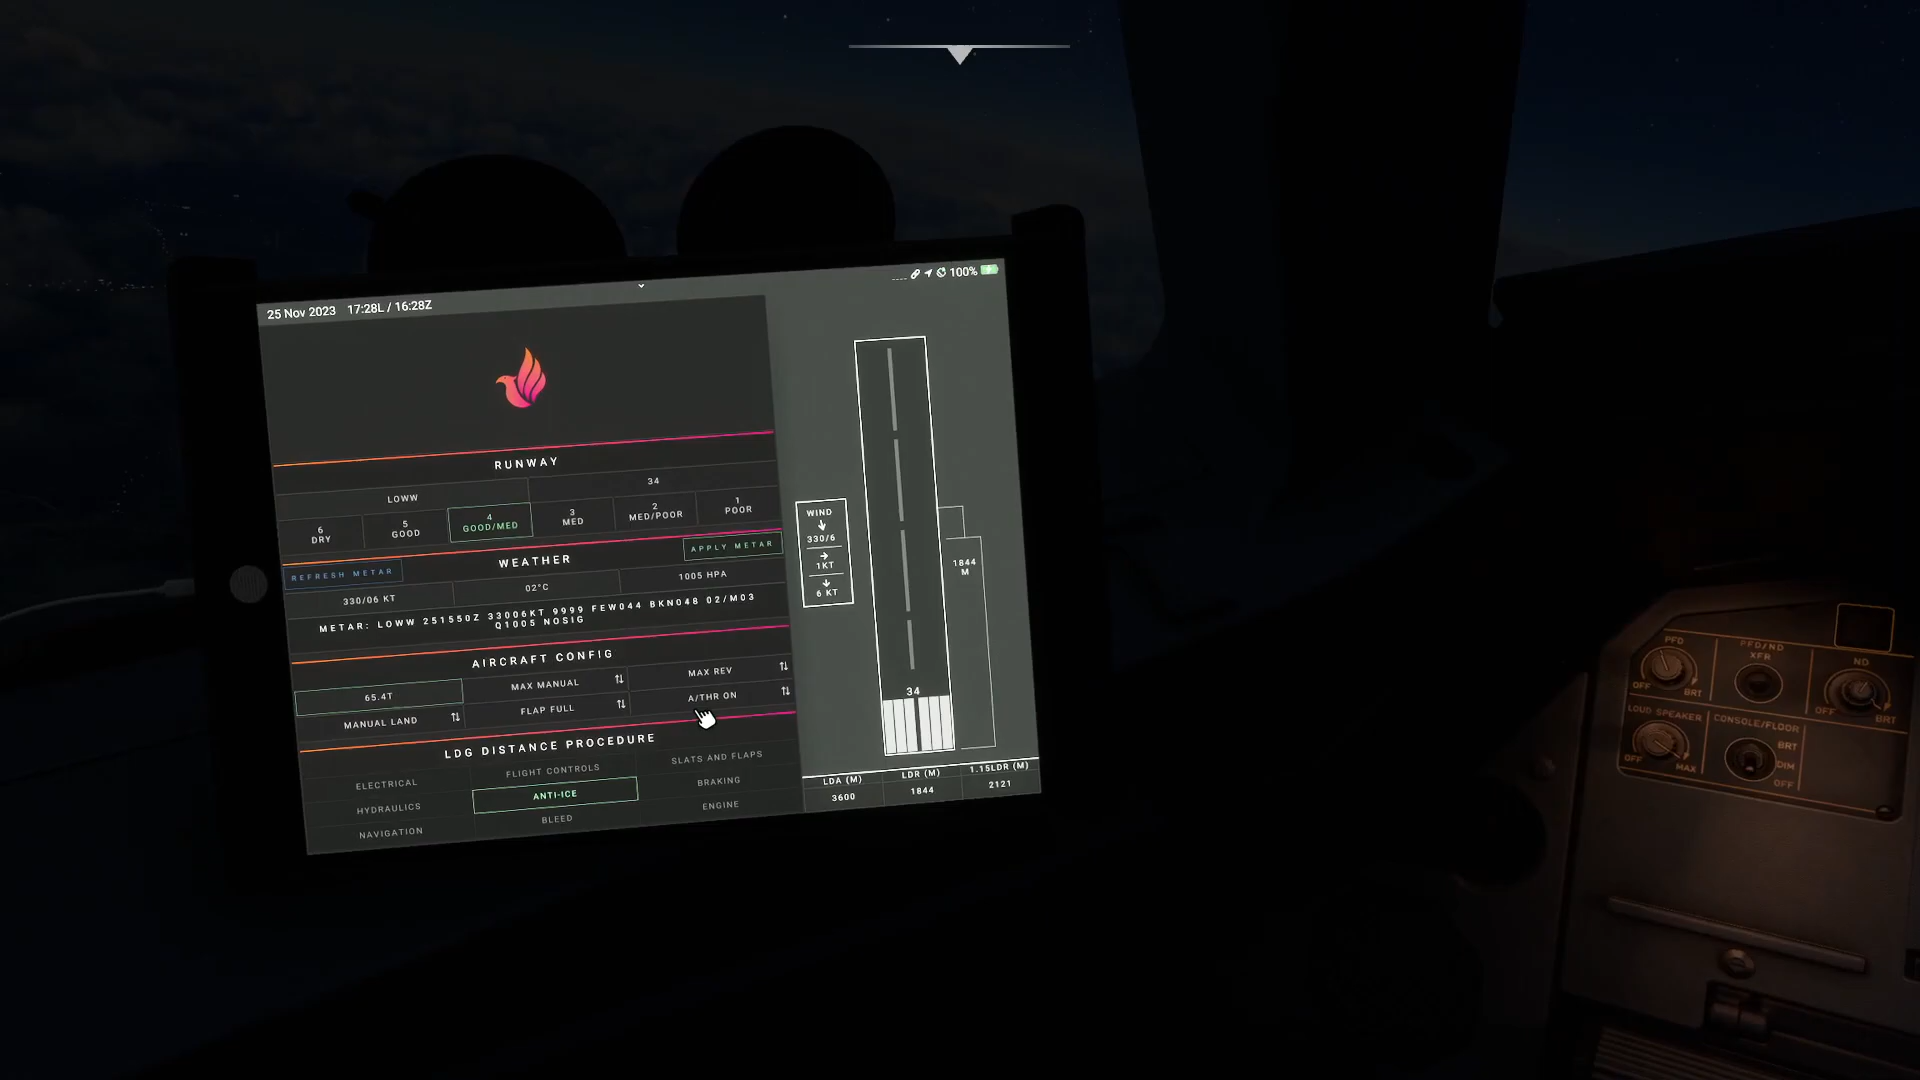 25 Nov 2023 17:28L / 16:28Z
100%
RUNWAY
LOWW 34
6 DRY
5 GOOD
4 GOOD/MED
3 MED
2 MED/POOR
1 POOR
REFRESH METAR
WEATHER
APPLY METAR
330/06 KT 02°C 1005 HPA
METAR: LOWW 251550Z 33006KT 9999 FEW044 BKN048 02/M03
Q1005 NOSIG
AIRCRAFT CONFIG
65.4T MAX MANUAL MAX REV
MANUAL LAND FLAP FULL A/THR ON
LDG DISTANCE PROCEDURE
ELECTRICAL FLIGHT CONTROLS SLATS AND FLAPS
HYDRAULICS ANTI-ICE BRAKING
NAVIGATION BLEED ENGINE
WIND
330/6
1KT
6 KT
1844
M
34
LDA (M) LDR (M) 1.15LDR (M)
3600 1844 2121
PFD
OFF BRT
PFD/ND
XFR
ND
OFF BRT
LOUD SPEAKER
OFF MAX
CONSOLE/FLOOR
BRT
DIM
OFF